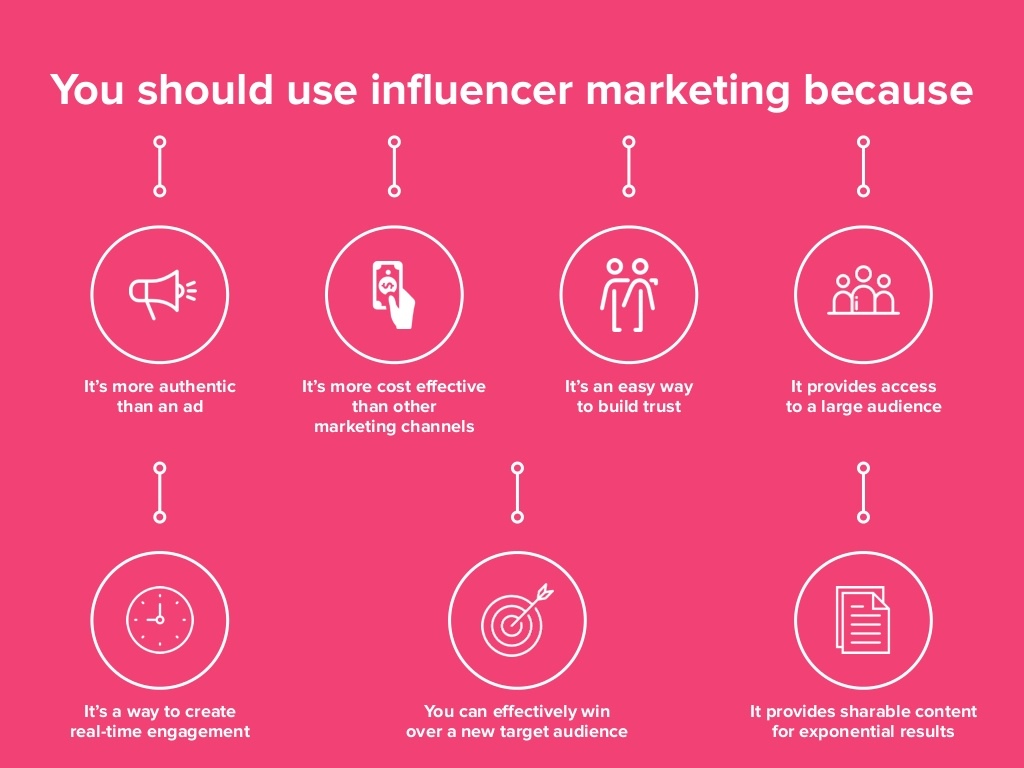 You should use influencer marketing because
It’s more authentic
than an ad
It’s more cost effective
than other
marketing channels
It’s an easy way
to build trust
It provides access
to a large audience
It’s a way to create
real-time engagement
You can effectively win
over a new target audience
It provides sharable content
for exponential results